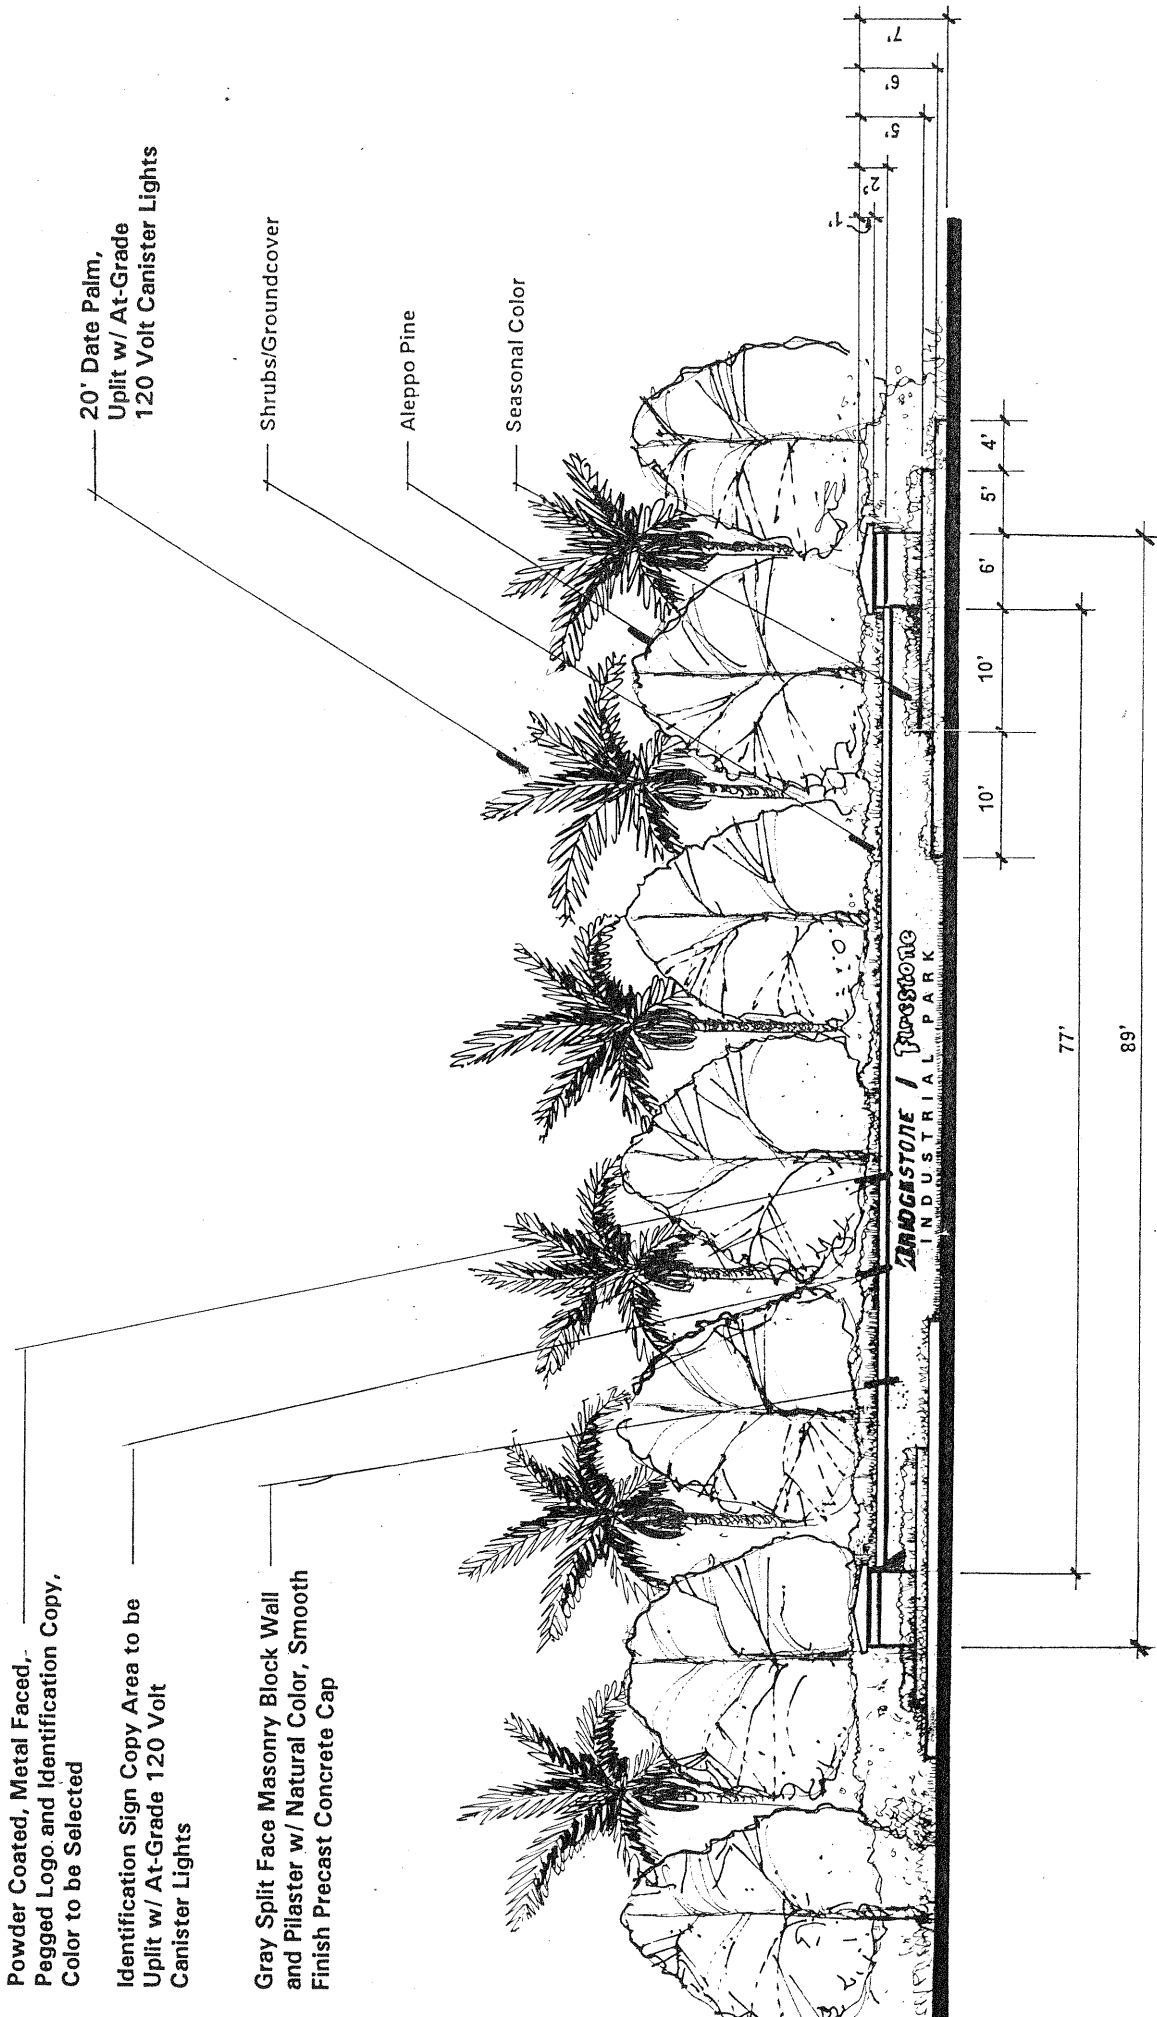 Powder Coated, Metal Faced,
Pegged Logo and Identification Copy,
Color to be Selected
Identification Sign Copy Area to be
Uplit w/ At-Grade 120 Volt
Canister Lights
Gray Split Face Masonry Block Wall
and Pilaster w/ Natural Color, Smooth
Finish Precast Concrete Cap
20' Date Palm,
Uplit w/ At-Grade
120 Volt Canister Lights
Shrubs/Groundcover
Aleppo Pine
Seasonal Color
BRIDGESTONE / Firestone
INDUSTRIAL PARK
1'
2'
5'
6'
7'
10'
10'
6'
5'
4'
77'
89'